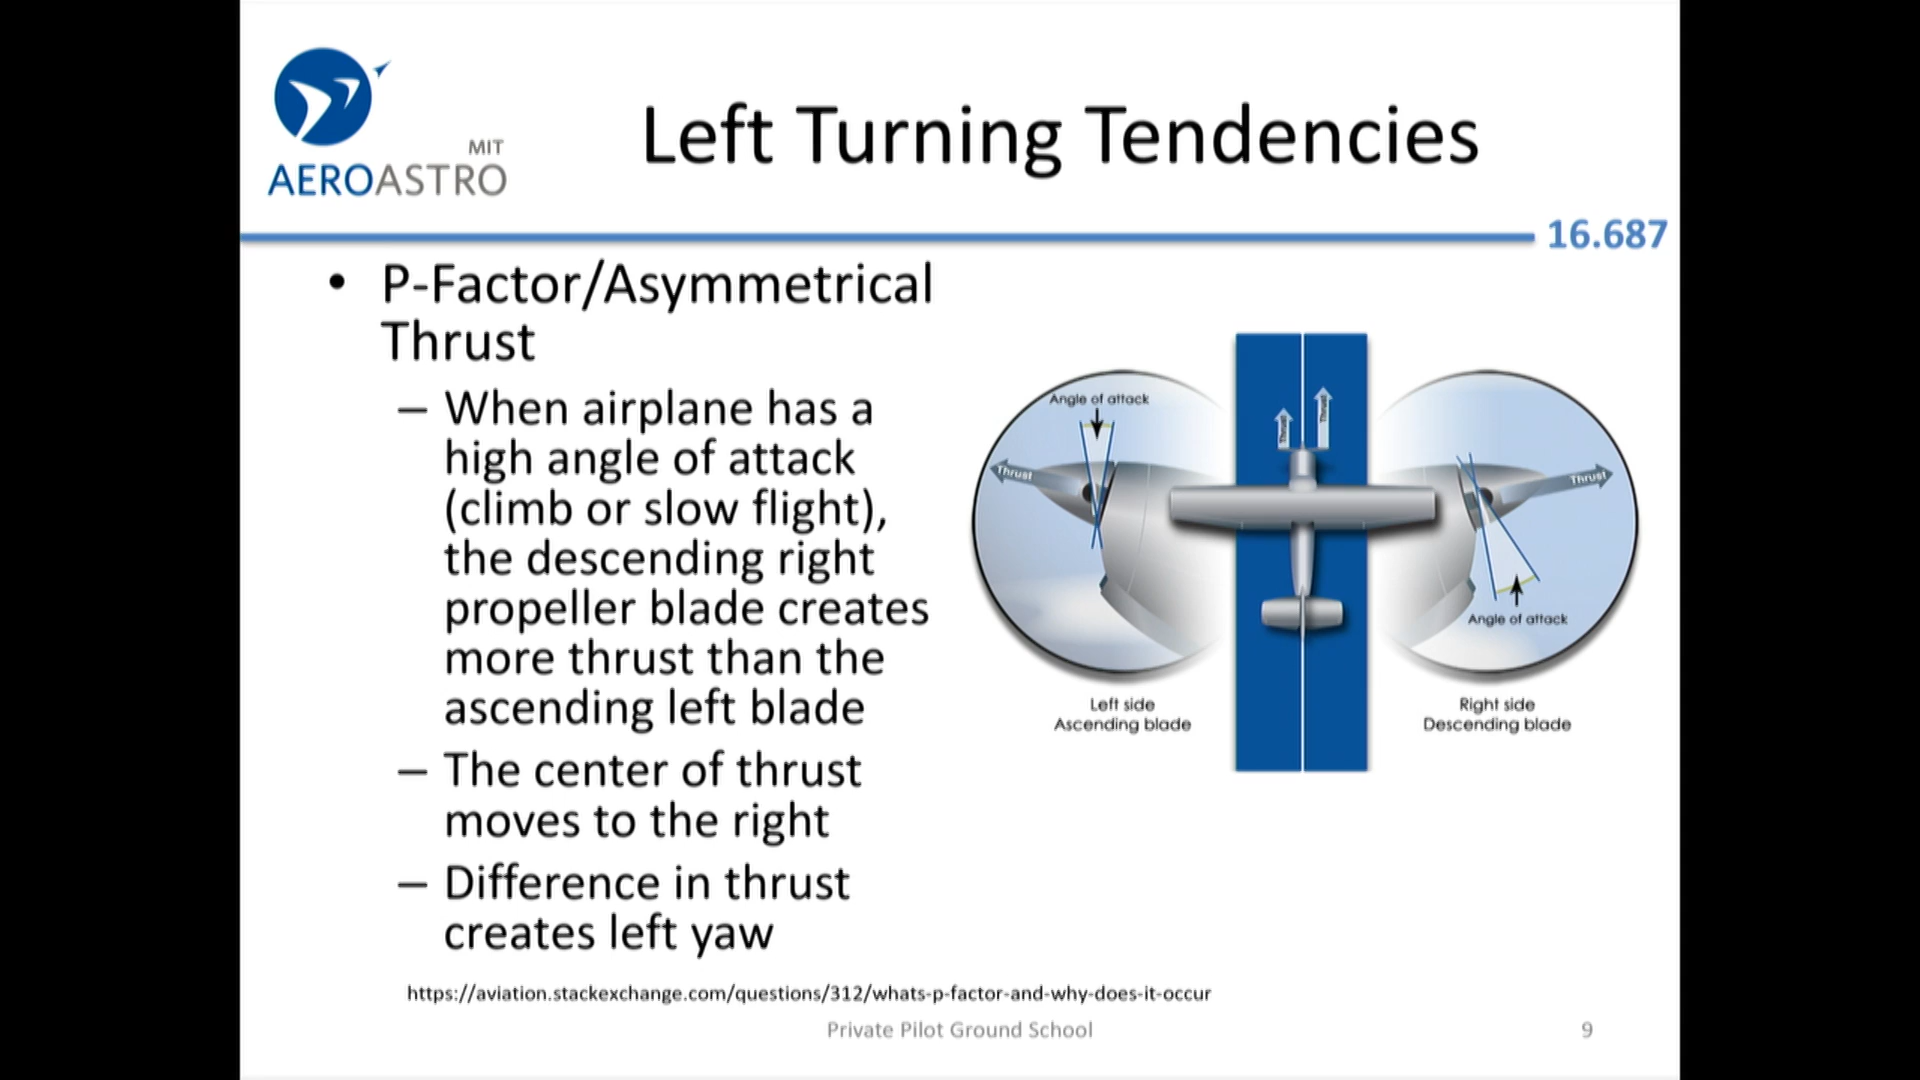 MIT
AEROASTRO
Left Turning Tendencies
16.687
• P-Factor/Asymmetrical
Thrust
– When airplane has a
high angle of attack
(climb or slow flight),
the descending right
propeller blade creates
more thrust than the
ascending left blade
– The center of thrust
moves to the right
– Difference in thrust
creates left yaw
Angle of attack
Thrust
Left side
Ascending blade
Thrust
Thrust
Thrust
Angle of attack
Right side
Descending blade
https://aviation.stackexchange.com/questions/312/whats-p-factor-and-why-does-it-occur
Private Pilot Ground School
9